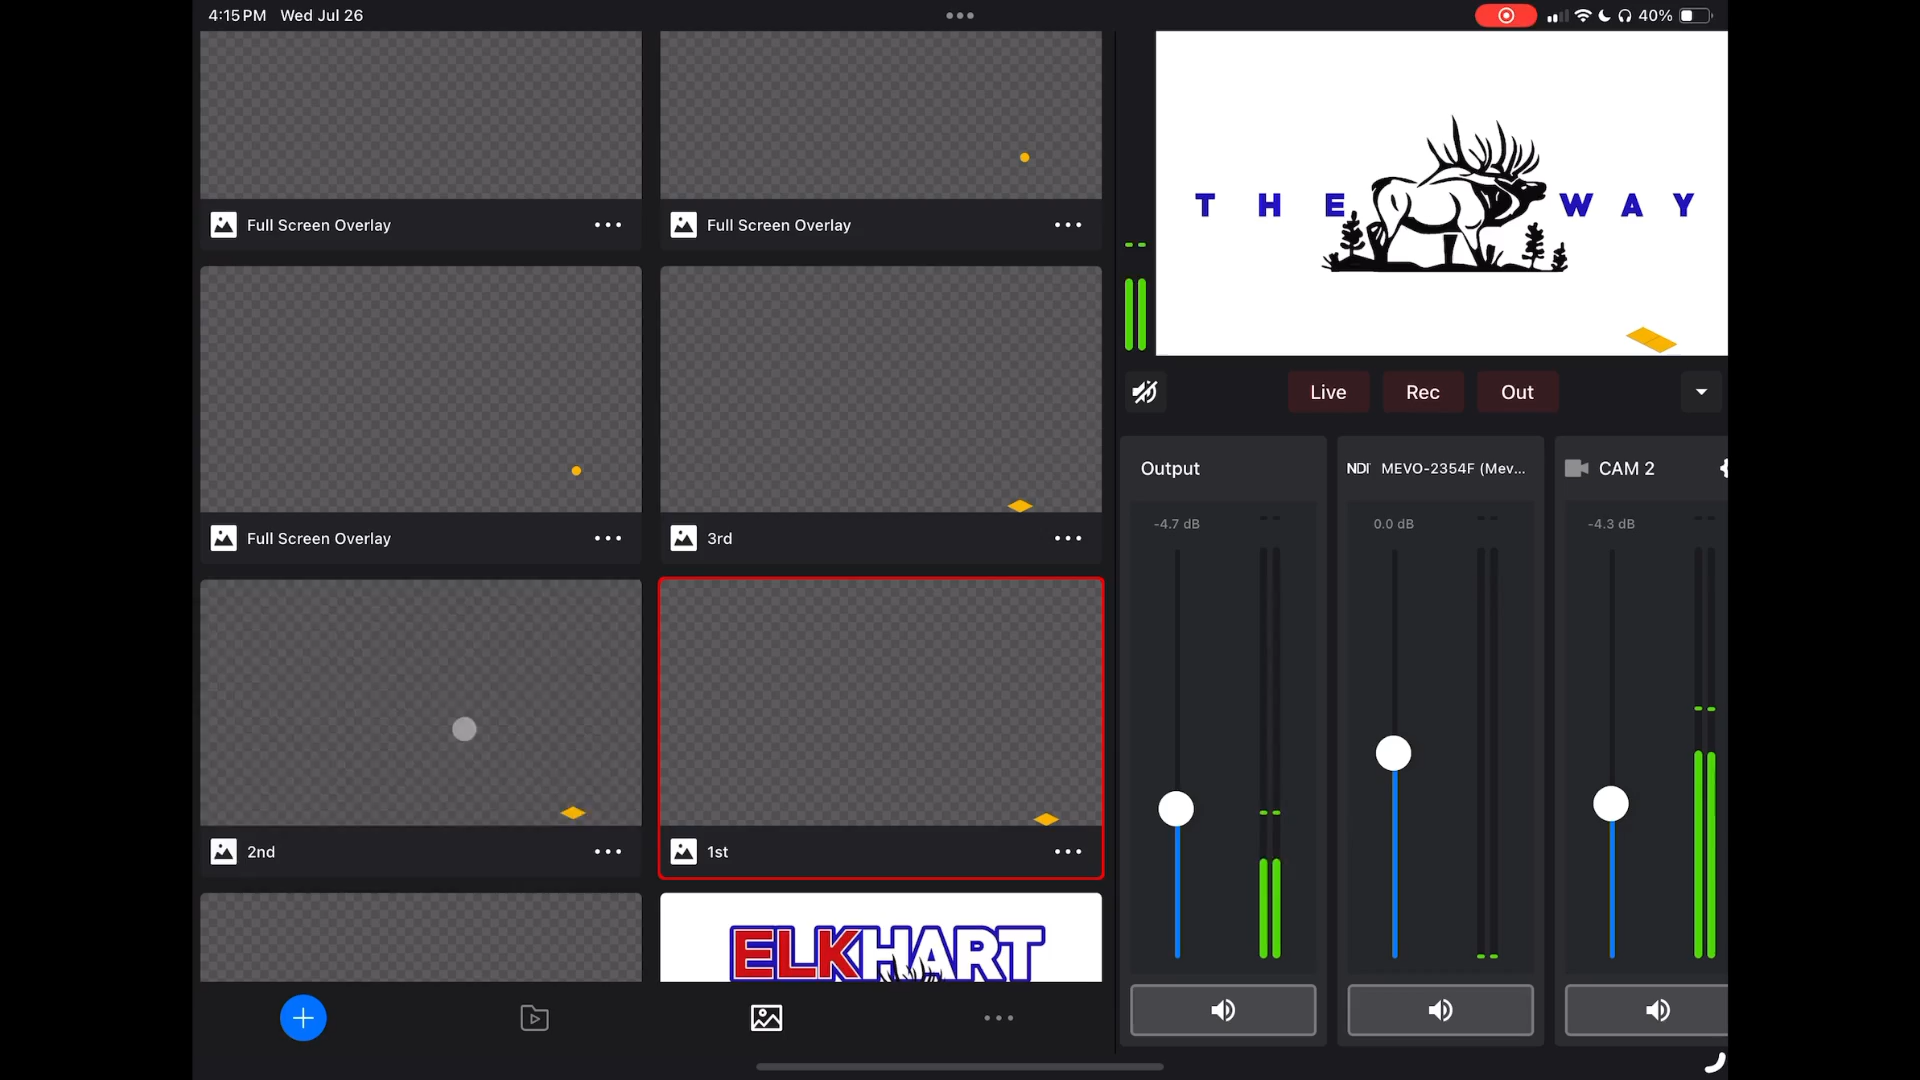 4:15 PM Wed Jul 26
40%
Full Screen Overlay
Full Screen Overlay
THE WAY
Live
Rec
Out
Output
NDI MEVO-2354F (Mev...
CAM 2
-4.7 dB
0.0 dB
-4.3 dB
Full Screen Overlay
3rd
2nd
1st
ELKHART